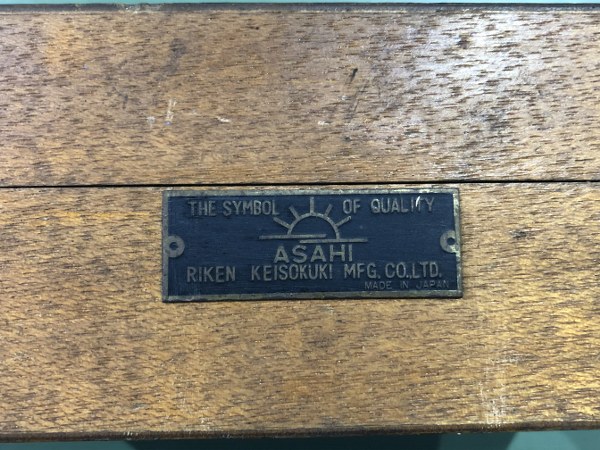 THE SYMBOL OF QUALITY
ASAHI
RIKEN KEISOKUKI MFG. CO., LTD.
MADE IN JAPAN